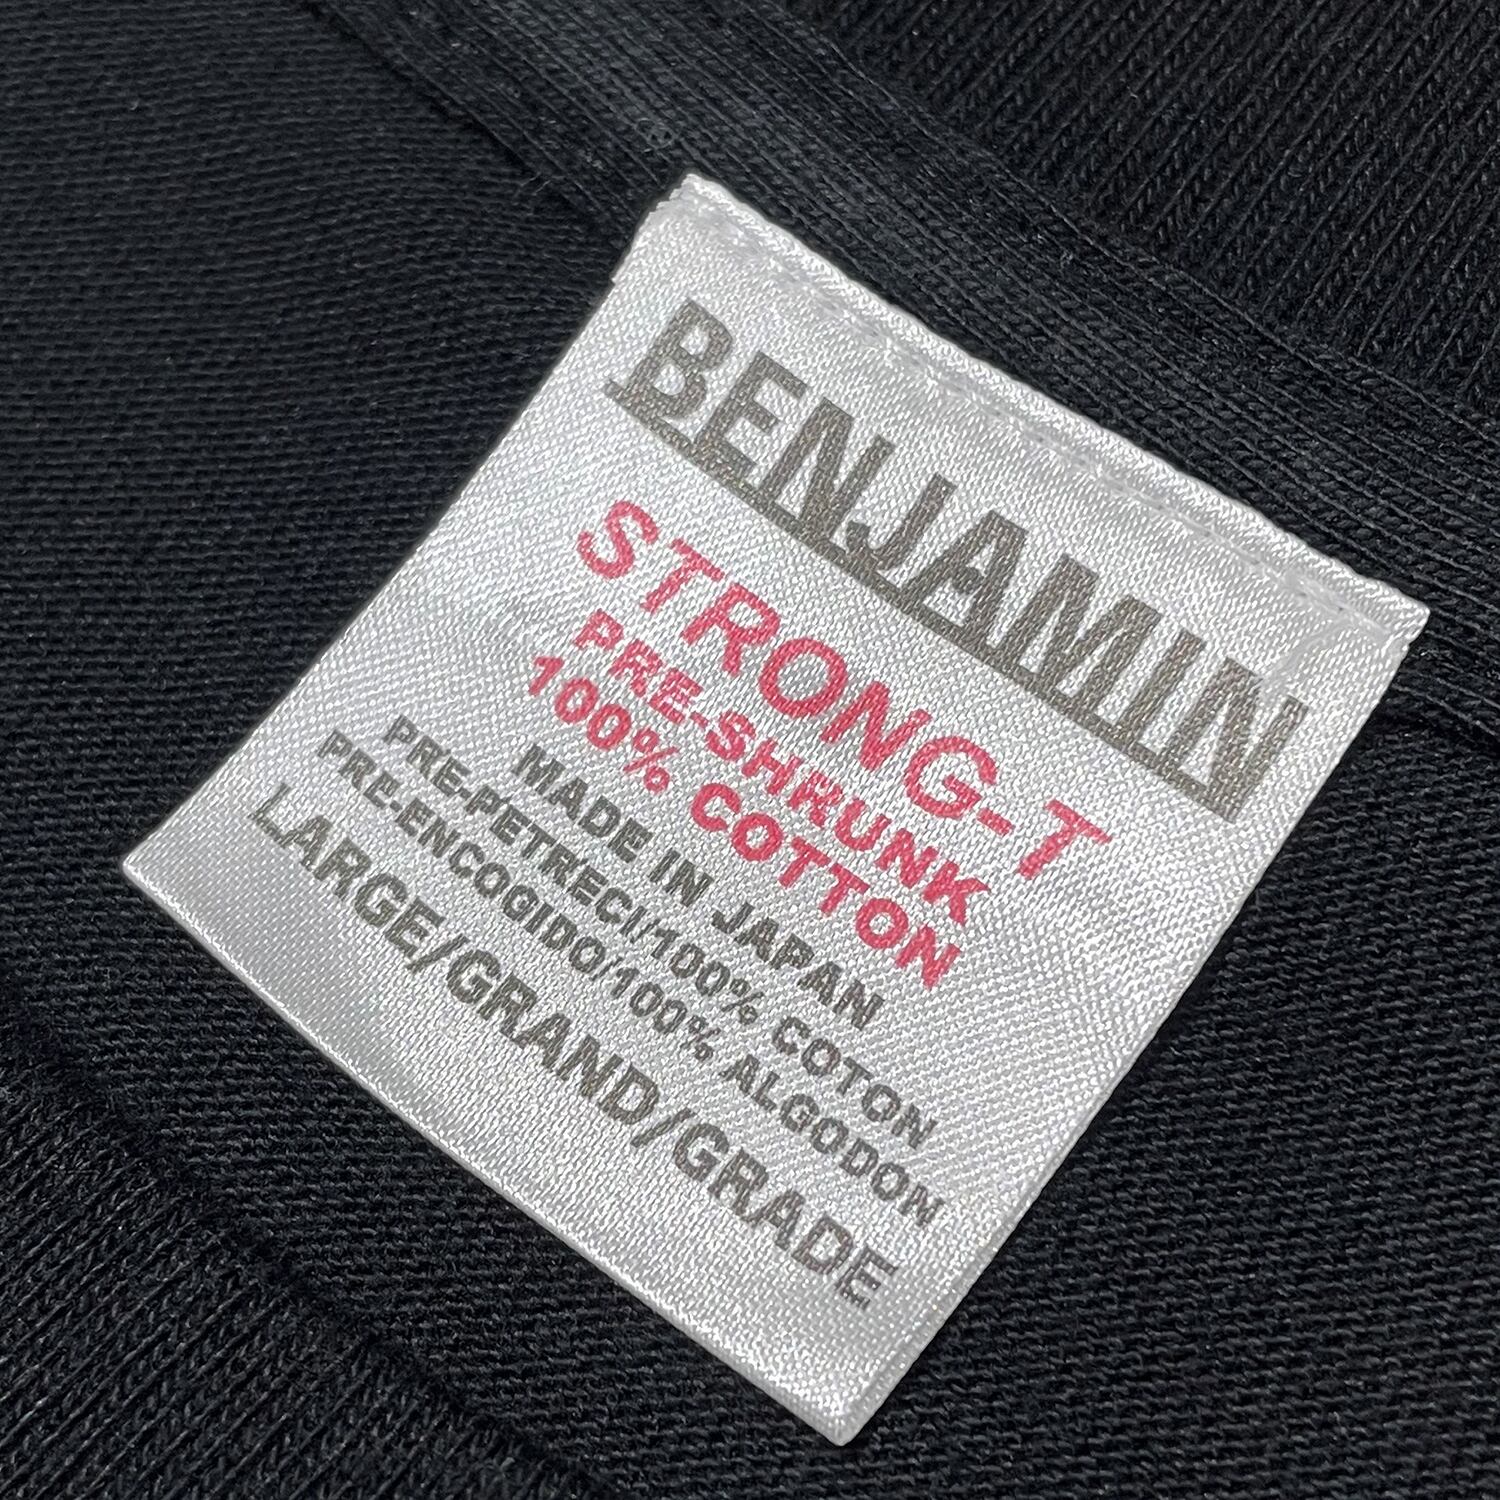 BENJAMIN
STRONG-T
PRE-SHRUNK
100% COTTON
MADE IN JAPAN
PRE-PETRECI/100% COTON
PRE-ENCOGIDO/100% ALGODON
LARGE/GRAND/GRADE